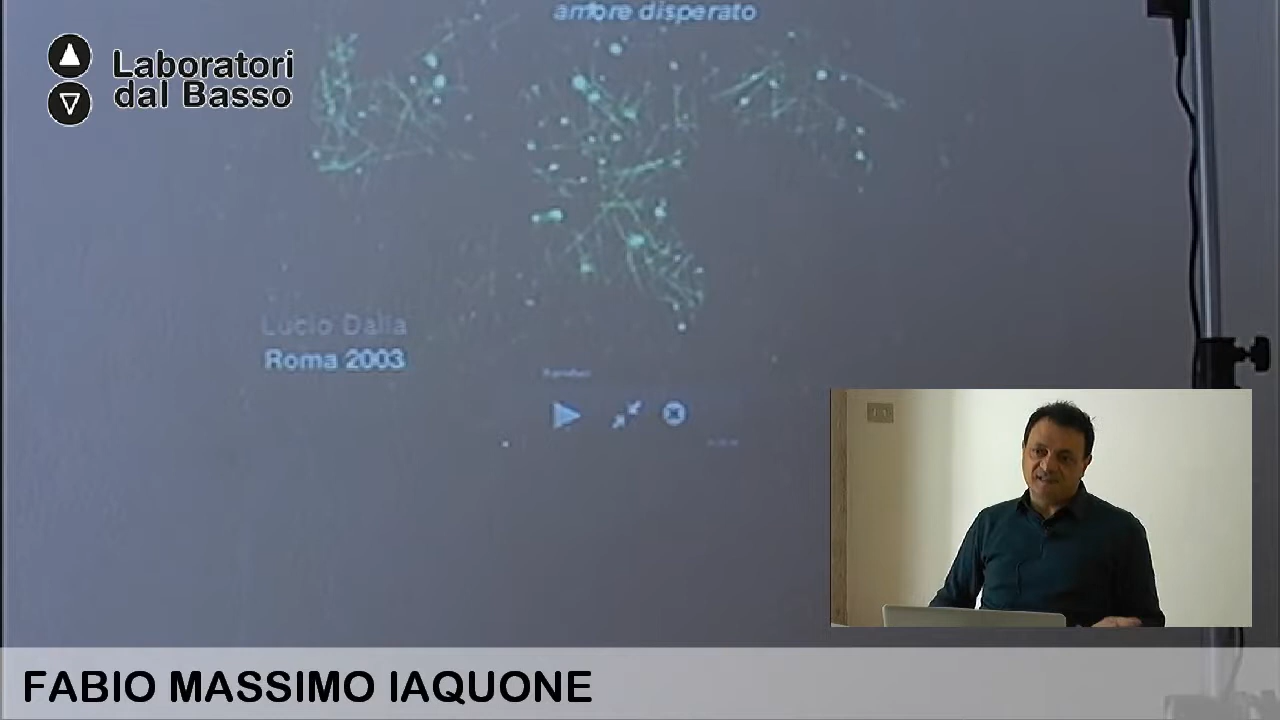 amore disperato
Laboratori
dal Basso
Lucio Dalla
Roma 2003
FABIO MASSIMO IAQUONE